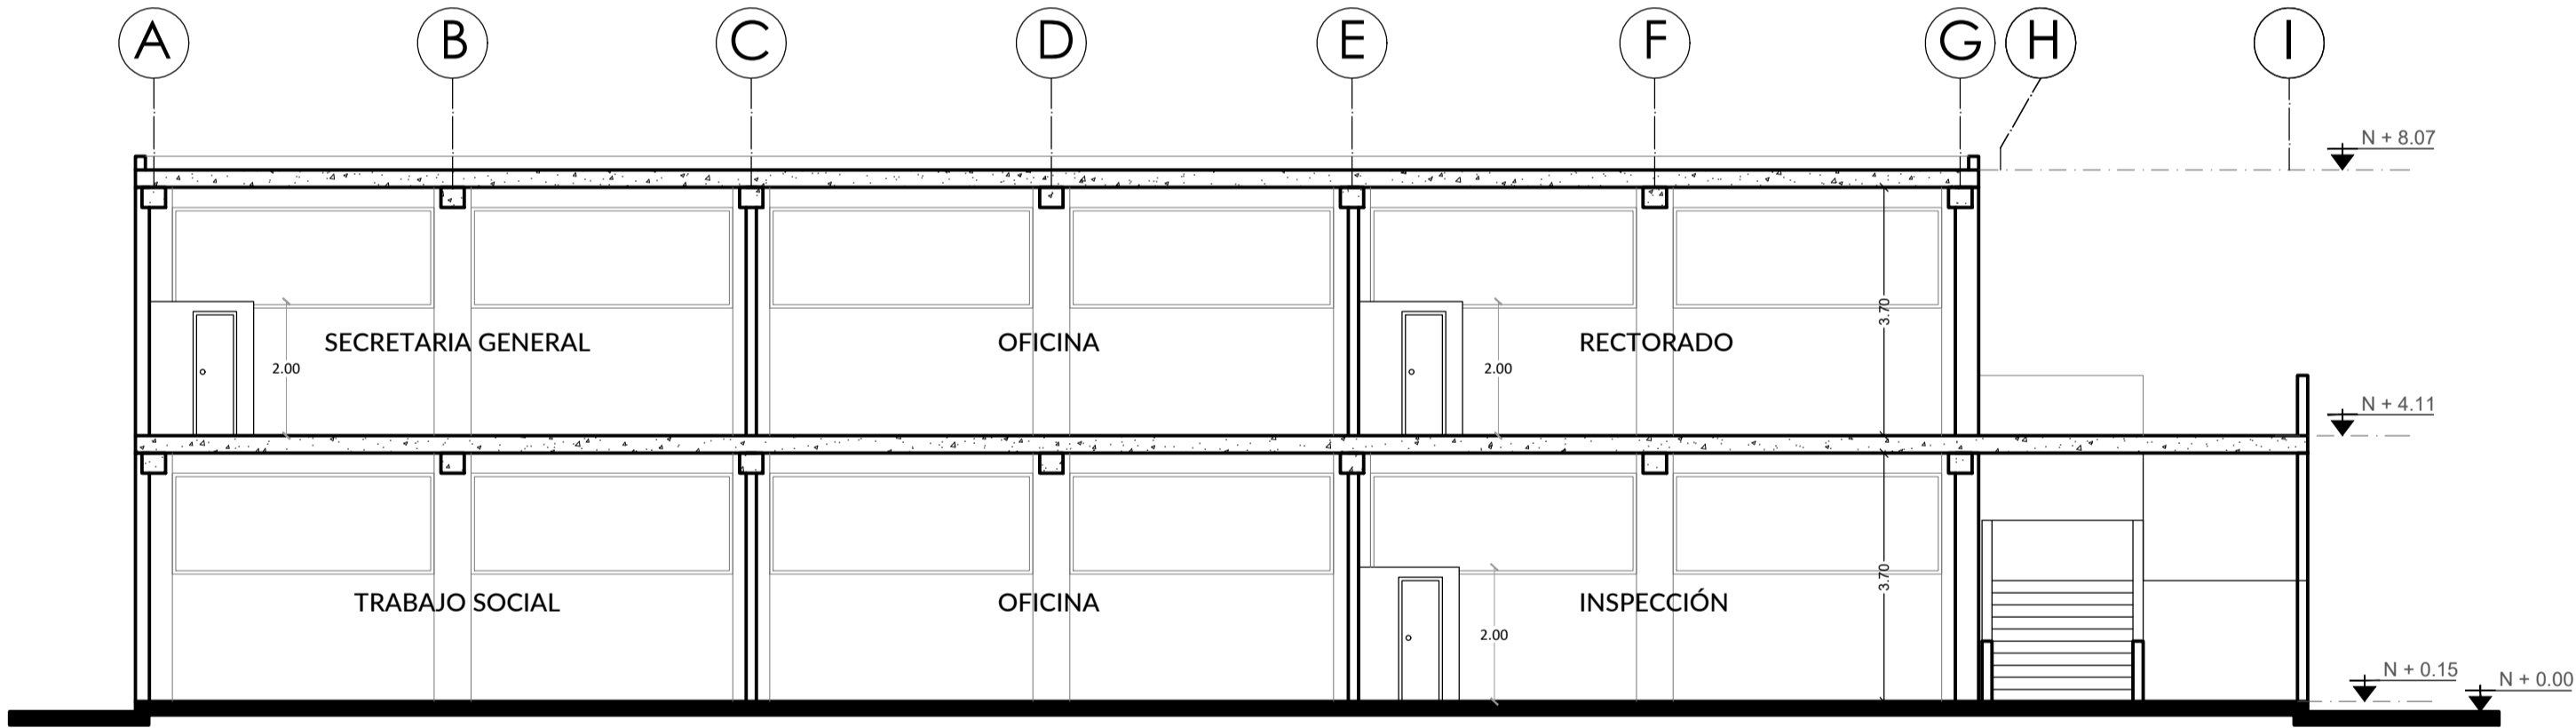 A B C D E F G H I
N + 8.07
3.70
SECRETARIA GENERAL OFICINA RECTORADO
2.00 2.00
N + 4.11
3.70
TRABAJO SOCIAL OFICINA INSPECCIÓN
2.00
N + 0.15
N + 0.00